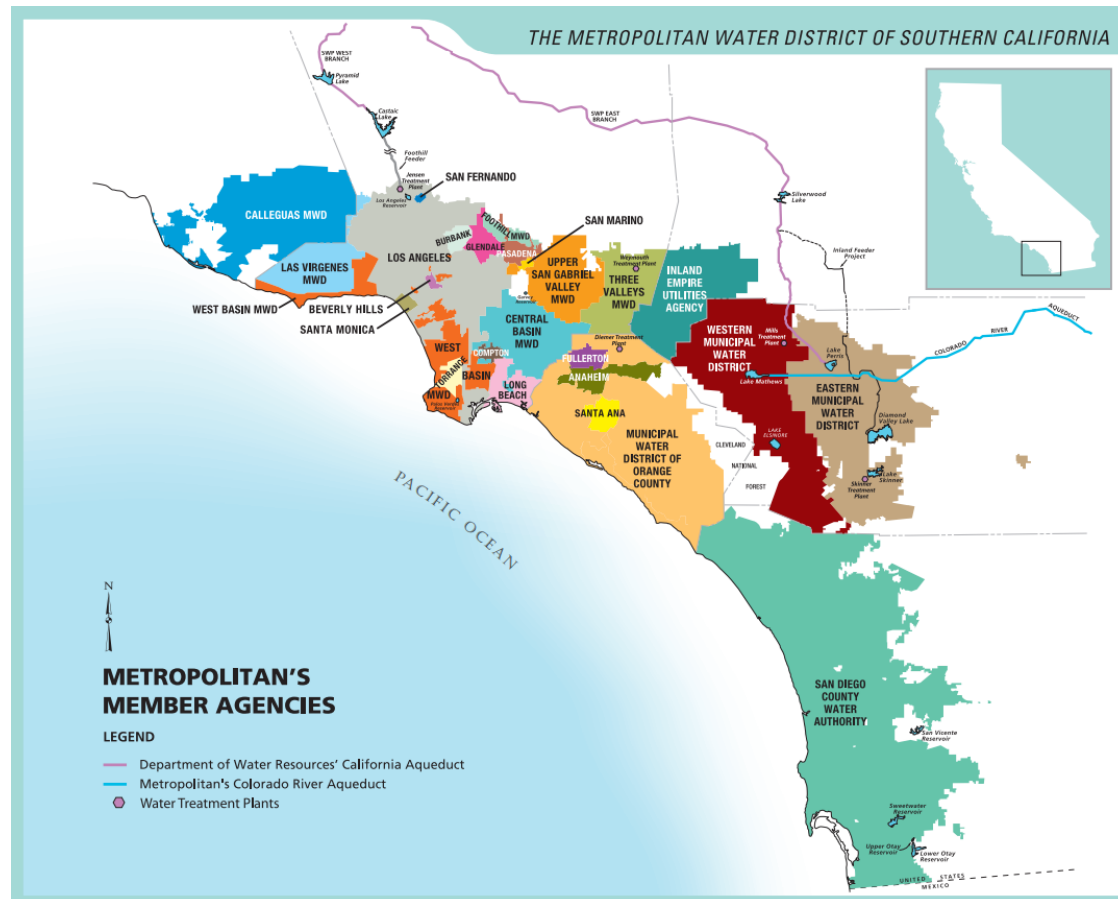 THE METROPOLITAN WATER DISTRICT OF SOUTHERN CALIFORNIA
SWP WEST
BRANCH
Pyramid
Lake
Castaic
Lake
SWP EAST
BRANCH
Foothill
Feeder
Jensen
Treatment
Plant
Los Angeles
Reservoir
SAN FERNANDO
Silverwood
Lake
CALLEGUAS MWD
LAS VIRGENES
MWD
WEST BASIN MWD
LOS ANGELES
BURBANK
GLENDALE
FOOTHILL MWD
PASADENA
SAN MARINO
BEVERLY HILLS
SANTA MONICA
UPPER
SAN GABRIEL
VALLEY
MWD
Garvey
Reservoir
Weymouth
Treatment Plant
THREE
VALLEYS
MWD
INLAND
EMPIRE
UTILITIES
AGENCY
Inland Feeder
Project
CENTRAL
BASIN
MWD
WEST
BASIN
MWD
TORRANCE
COMPTON
LONG
BEACH
Palos Verdes
Reservoir
Diemer Treatment
Plant
FULLERTON
ANAHEIM
SANTA ANA
MUNICIPAL
WATER
DISTRICT OF
ORANGE
COUNTY
WESTERN
MUNICIPAL
WATER
DISTRICT
Mills
Treatment
Plant
Lake
Perris
Lake Mathews
COLORADO
RIVER
AQUEDUCT
EASTERN
MUNICIPAL
WATER
DISTRICT
Diamond
Valley Lake
LAKE
ELSINORE
CLEVELAND
NATIONAL
FOREST
Lake
Skinner
Skinner
Treatment
Plant
PACIFIC OCEAN
SAN DIEGO
COUNTY
WATER
AUTHORITY
San Vicente
Reservoir
Sweetwater
Reservoir
Upper Otay
Reservoir
Lower Otay
Reservoir
UNITED STATES
MEXICO
N
METROPOLITAN'S
MEMBER AGENCIES
LEGEND
Department of Water Resources' California Aqueduct
Metropolitan's Colorado River Aqueduct
Water Treatment Plants